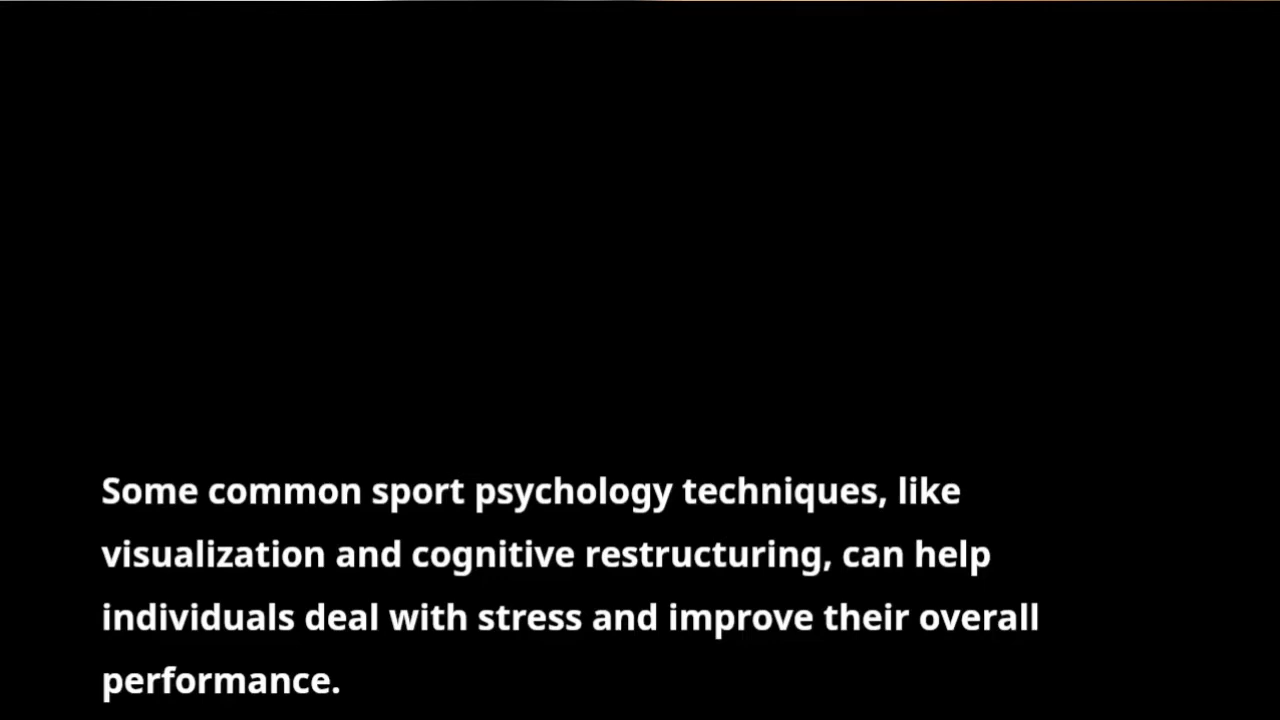 Some common sport psychology techniques, like
visualization and cognitive restructuring, can help
individuals deal with stress and improve their overall
performance.